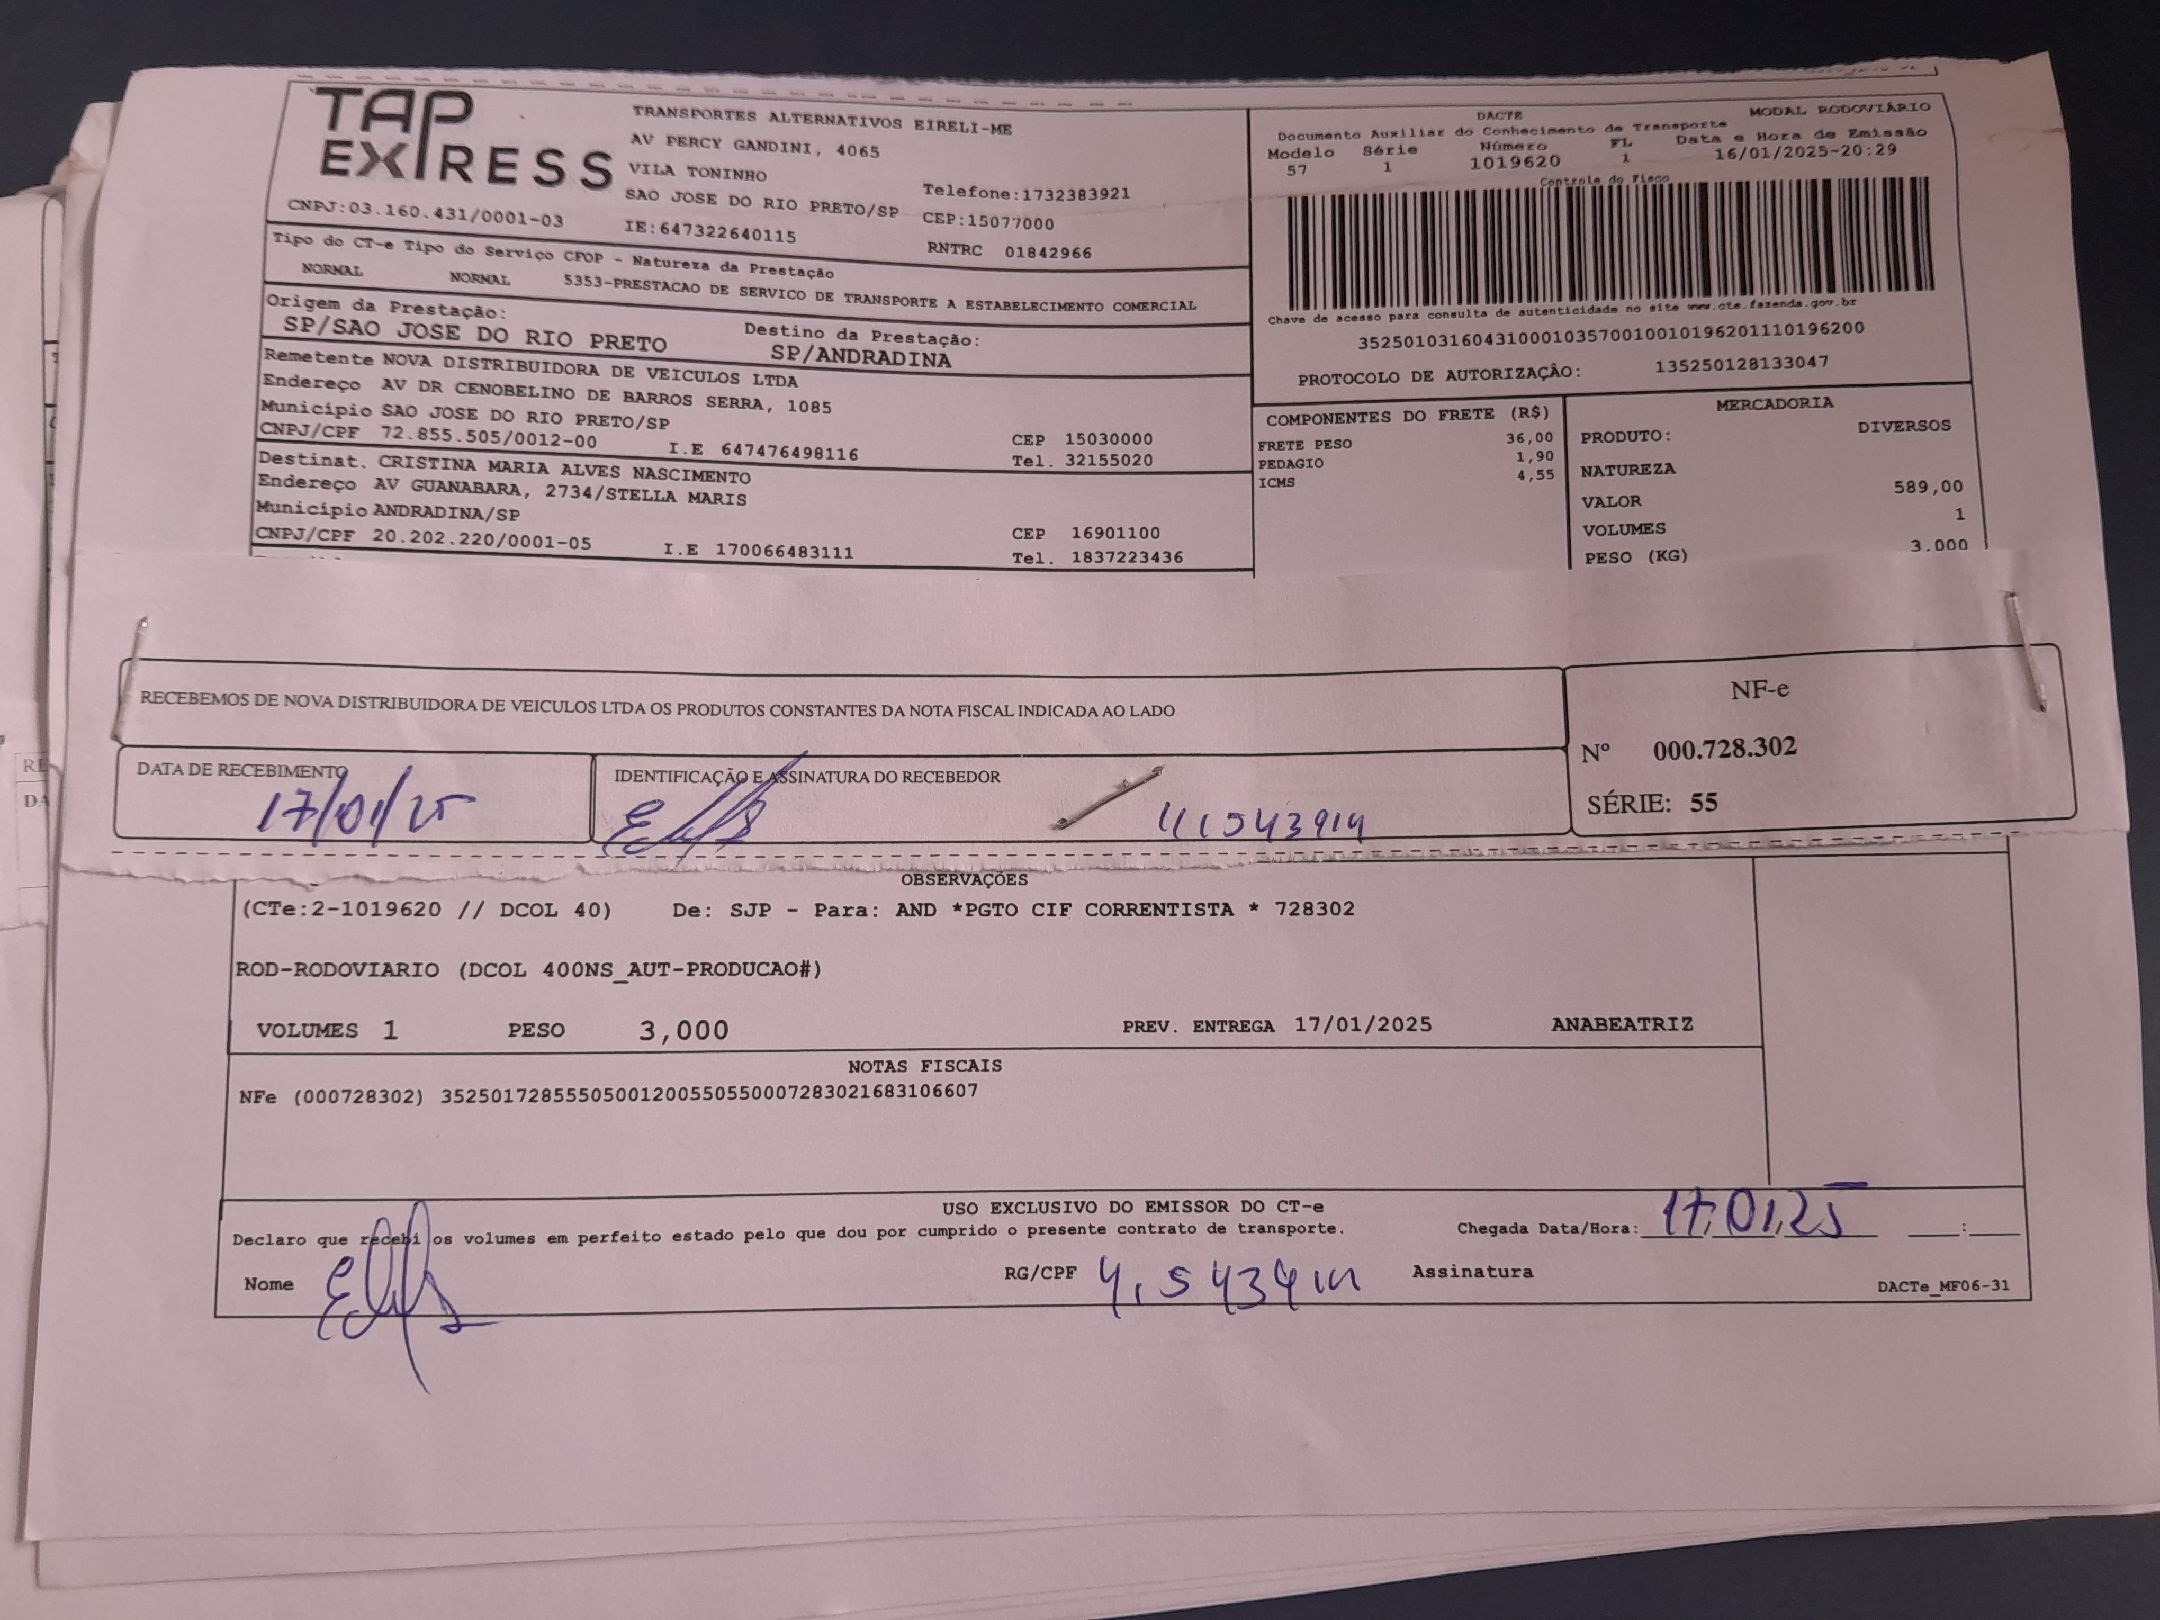 TAP EXPRESS
TRANSPORTES ALTERNATIVOS EIRELI-ME
AV PERCY GANDINI, 4065
VILA TONINHO
SAO JOSE DO RIO PRETO/SP
Telefone:1732383921
CEP:15077000
CNPJ:03.160.431/0001-03
IE:647322640115
RNTRC 01842966
DACTE
MODAL RODOVIÁRIO
Documento Auxiliar do Conhecimento de Transporte
Modelo Série Número FL Data e Hora de Emissão
57 1 1019620 1 16/01/2025-20:29
Controle do Fisco
Chave de acesso para consulta de autenticidade no site www.cte.fazenda.gov.br
35250103160431000103570010010196201110196200
PROTOCOLO DE AUTORIZAÇÃO: 135250128133047
Tipo do CT-e Tipo do Serviço CFOP - Natureza da Prestação
NORMAL NORMAL 5353-PRESTACAO DE SERVICO DE TRANSPORTE A ESTABELECIMENTO COMERCIAL
Origem da Prestação:
SP/SAO JOSE DO RIO PRETO
Destino da Prestação:
SP/ANDRADINA
Remetente NOVA DISTRIBUIDORA DE VEICULOS LTDA
Endereço AV DR CENOBELINO DE BARROS SERRA, 1085
Município SAO JOSE DO RIO PRETO/SP
CNPJ/CPF 72.855.505/0012-00 I.E 647476498116
CEP 15030000
Tel. 32155020
Destinat. CRISTINA MARIA ALVES NASCIMENTO
Endereço AV GUANABARA, 2734/STELLA MARIS
Município ANDRADINA/SP
CNPJ/CPF 20.202.220/0001-05 I.E 170066483111
CEP 16901100
Tel. 1837223436
COMPONENTES DO FRETE (R$)
FRETE PESO 36,00
PEDAGIO 1,90
ICMS 4,55
MERCADORIA
PRODUTO: DIVERSOS
NATUREZA
VALOR 589,00
VOLUMES 1
PESO (KG) 3.000
RECEBEMOS DE NOVA DISTRIBUIDORA DE VEICULOS LTDA OS PRODUTOS CONSTANTES DA NOTA FISCAL INDICADA AO LADO
NF-e
Nº 000.728.302
SÉRIE: 55
DATA DE RECEBIMENTO
17/01/25
IDENTIFICAÇÃO E ASSINATURA DO RECEBEDOR
OBSERVAÇÕES
(CTe:2-1019620 // DCOL 40) De: SJP - Para: AND *PGTO CIF CORRENTISTA * 728302
ROD-RODOVIARIO (DCOL 400NS_AUT-PRODUCAO#)
VOLUMES 1 PESO 3,000 PREV. ENTREGA 17/01/2025 ANABEATRIZ
NOTAS FISCAIS
NFe (000728302) 35250172855505001200550550007283021683106607
USO EXCLUSIVO DO EMISSOR DO CT-e
Declaro que recebi os volumes em perfeito estado pelo que dou por cumprido o presente contrato de transporte.
Chegada Data/Hora: 17.01.25
Nome
RG/CPF
Assinatura
DACTe_MF06-31